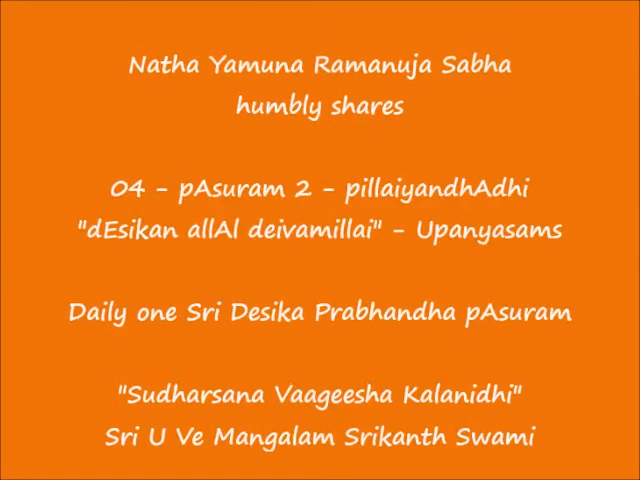 Natha Yamuna Ramanuja Sabha
humbly shares
04 - pAsuram 2 - pillaiyandhAdhi
"dEsikan allAl deivamillai" - Upanyasams
Daily one Sri Desika Prabhandha pAsuram
"Sudharsana Vaageesha Kalanidhi"
Sri U Ve Mangalam Srikanth Swami